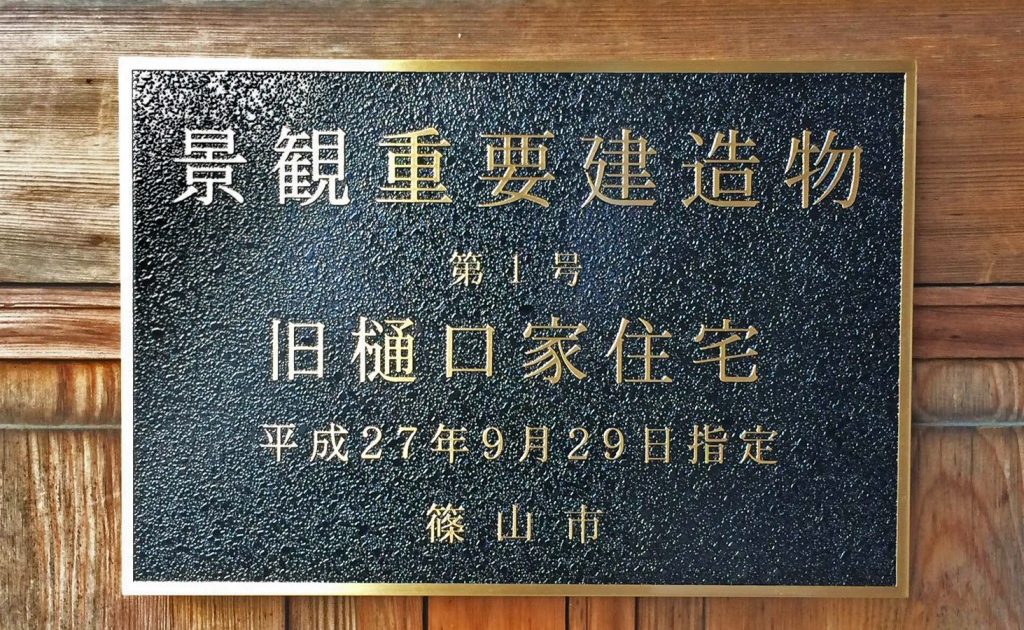 景観重要建造物
第1号
旧樋口家住宅
平成27年9月29日指定
篠山市